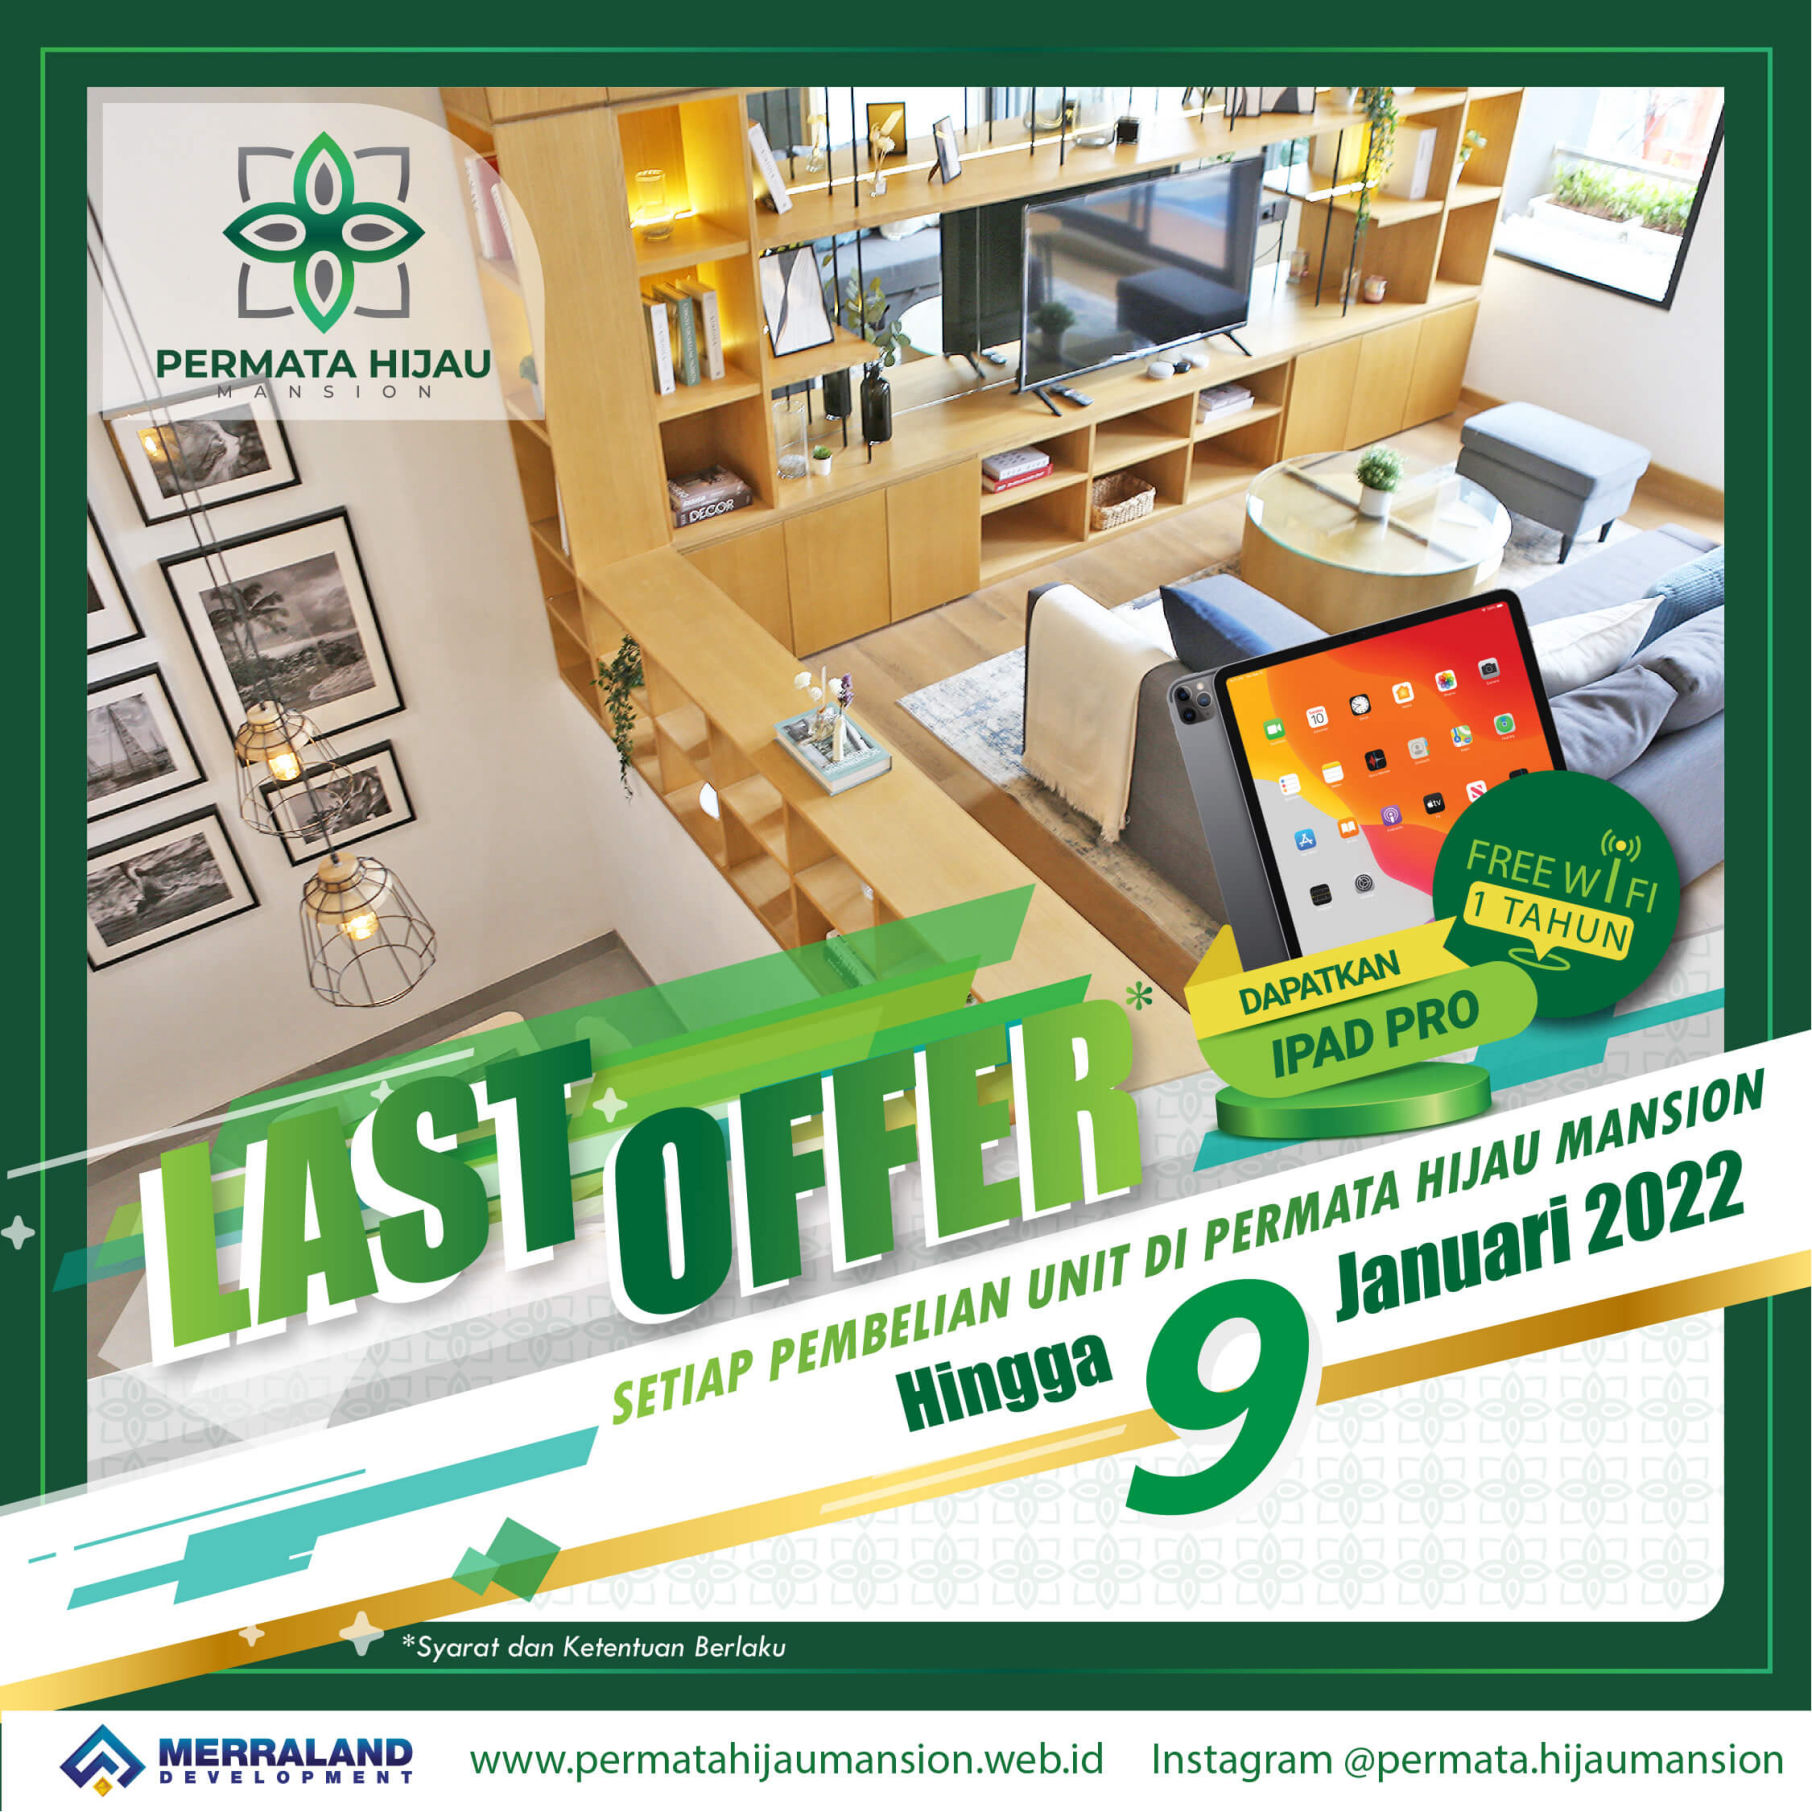 PERMATA HIJAU
MANSION
DECOR
FREE WIFI
1 TAHUN
DAPATKAN
IPAD PRO
LAST OFFER*
SETIAP PEMBELIAN UNIT DI PERMATA HIJAU MANSION
Hingga 9 Januari 2022
*Syarat dan Ketentuan Berlaku
MERRALAND
DEVELOPMENT
www.permatahijaumansion.web.id
Instagram @permata.hijaumansion